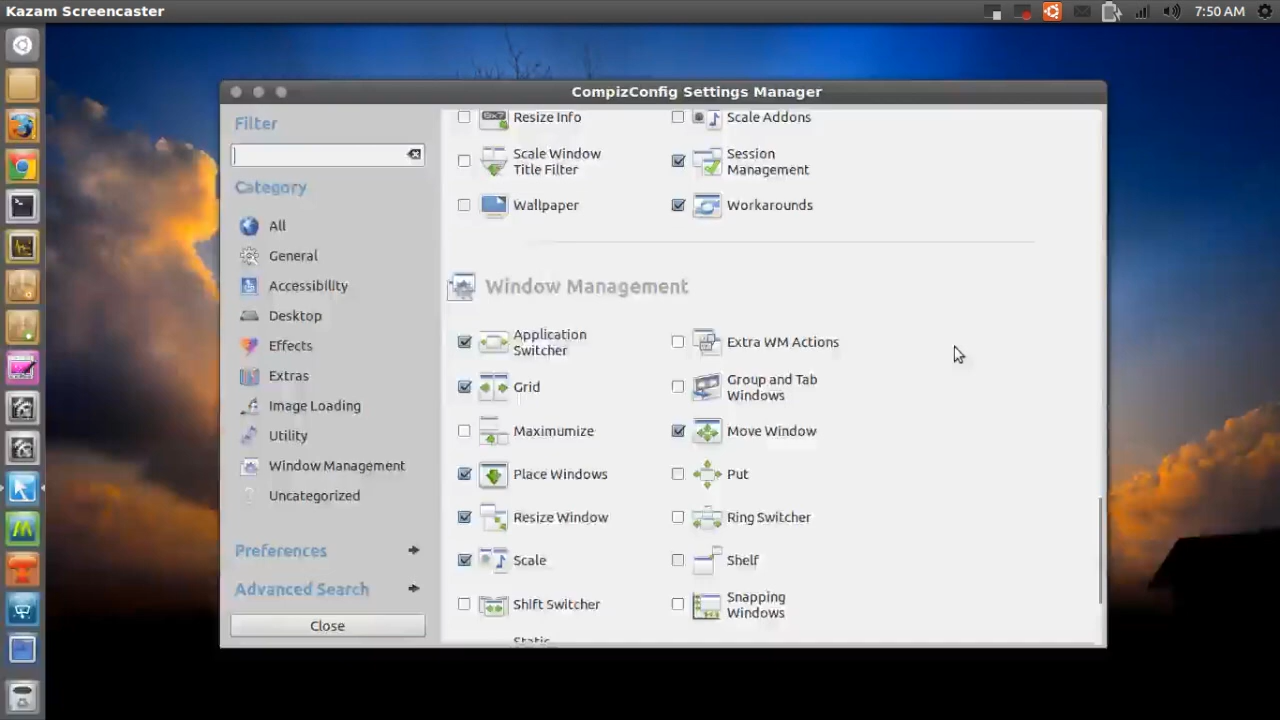 Kazam Screencaster
7:50 AM
CompizConfig Settings Manager
Filter
Category
All
General
Accessibility
Desktop
Effects
Extras
Image Loading
Utility
Window Management
Uncategorized
Preferences
Advanced Search
Close
Resize Info
Scale Addons
Scale Window
Title Filter
Session
Management
Wallpaper
Workarounds
Window Management
Application
Switcher
Extra WM Actions
Grid
Group and Tab
Windows
Maximumize
Move Window
Place Windows
Put
Resize Window
Ring Switcher
Scale
Shelf
Shift Switcher
Snapping
Windows
Static